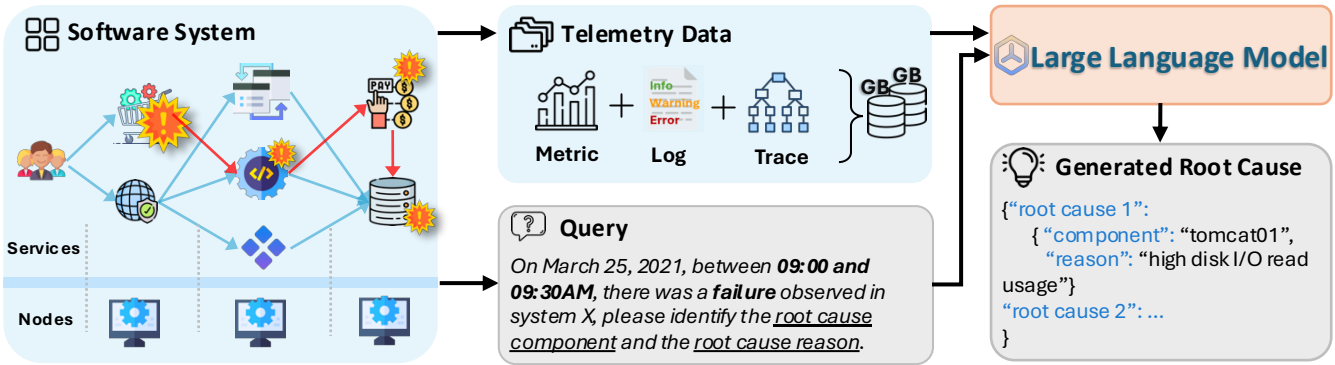 Software System
PAY
Services
Nodes
Telemetry Data
Info
Warning
Error
GB
GB
Metric
Log
Trace
Query
On March 25, 2021, between 09:00 and
09:30AM, there was a failure observed in
system X, please identify the root cause
component and the root cause reason.
Large Language Model
Generated Root Cause
{“root cause 1”:
{ “component”: “tomcat01”,
“reason”: “high disk I/O read
usage”}
“root cause 2”: ...
}